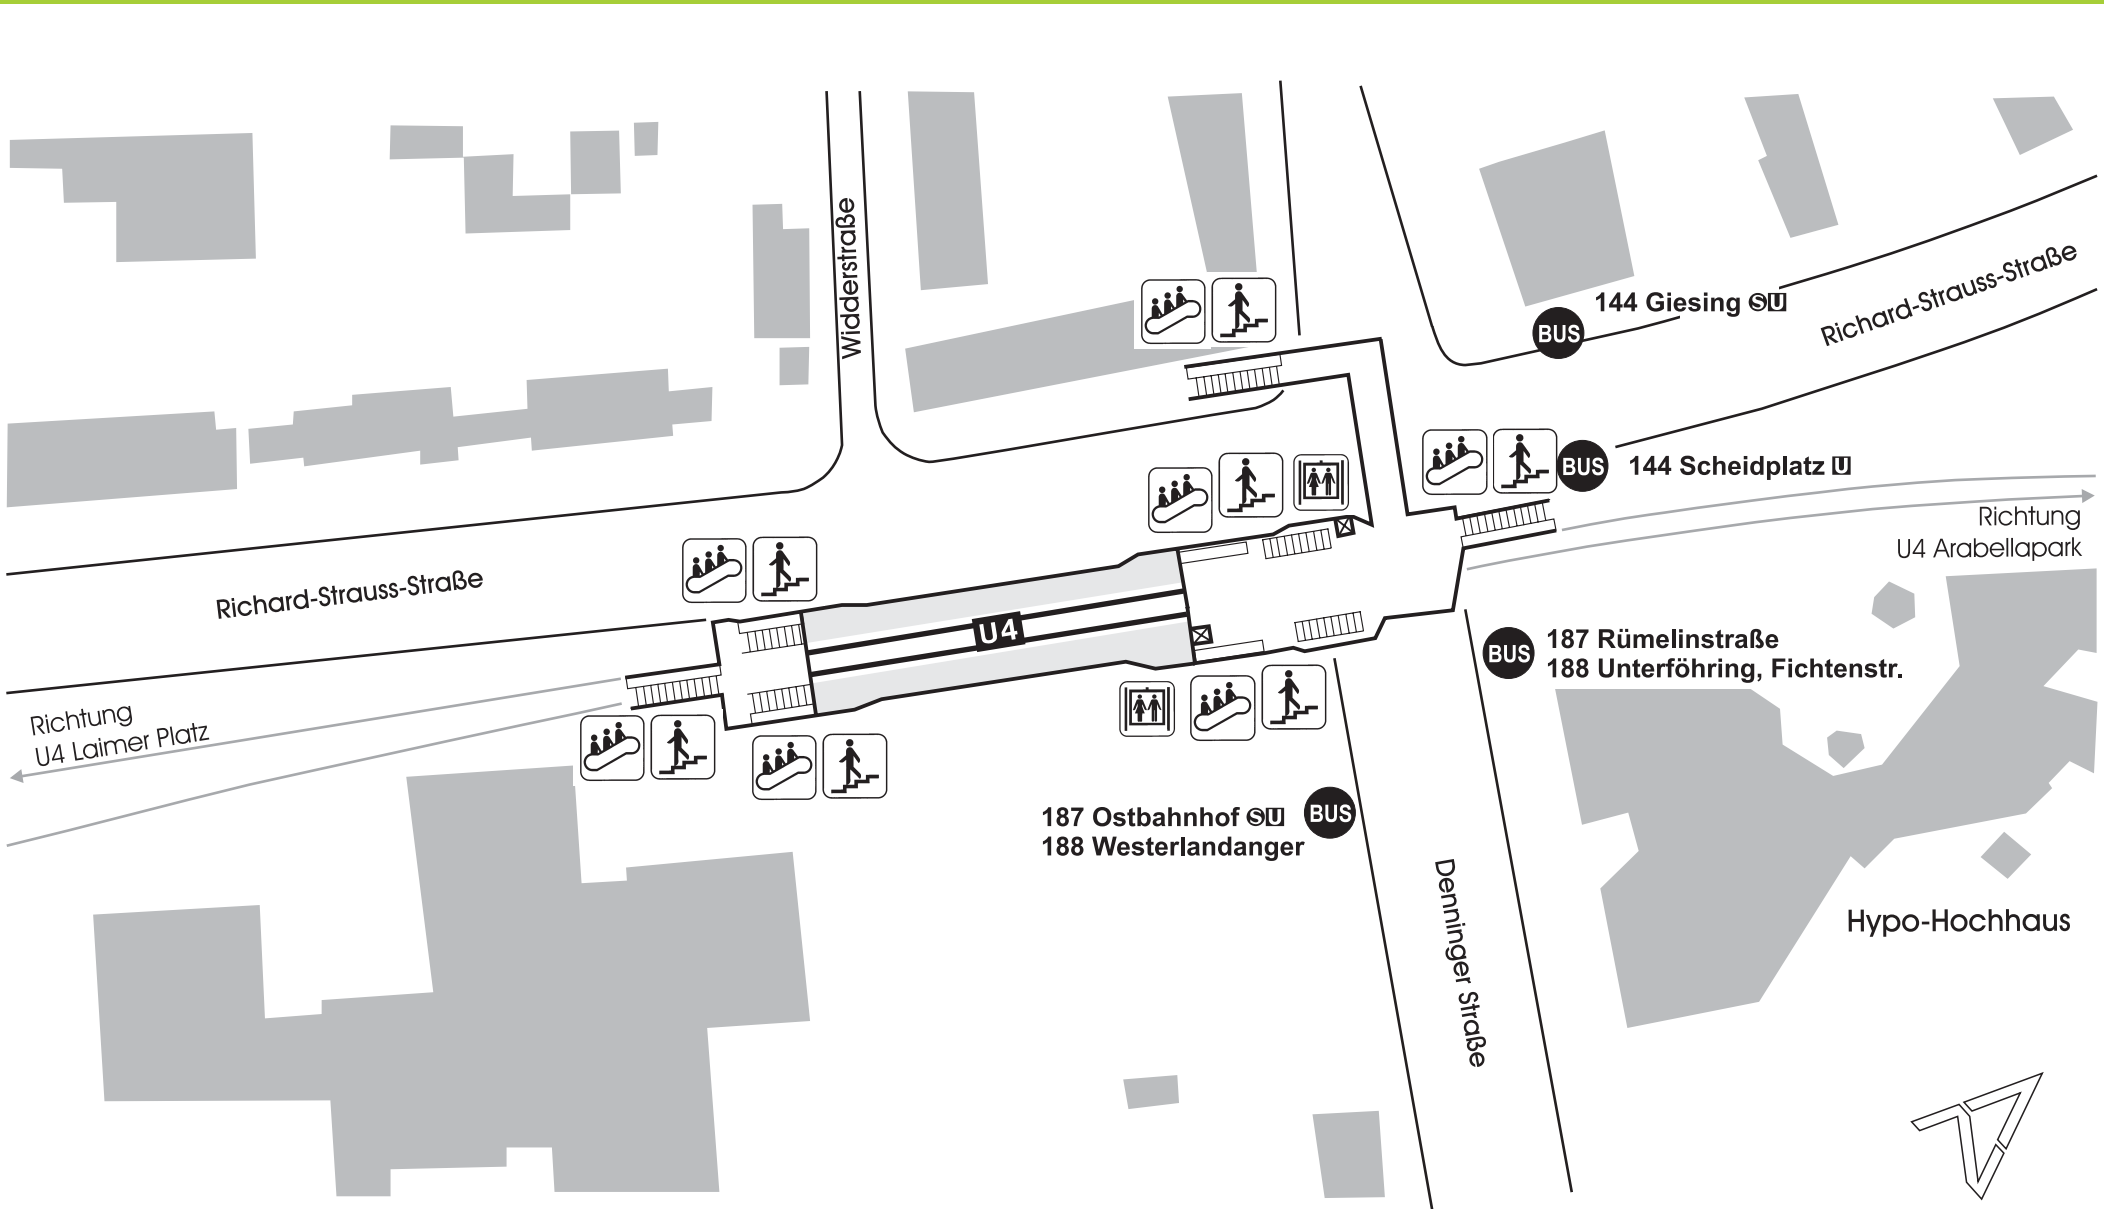 Widderstraße
144 Giesing S U
BUS
Richard-Strauss-Straße
BUS
144 Scheidplatz U
Richtung
U4 Arabellapark
Richard-Strauss-Straße
U4
BUS
187 Rümelinstraße
188 Unterföhring, Fichtenstr.
Richtung
U4 Laimer Platz
187 Ostbahnhof S U
188 Westerlandanger
BUS
Denninger Straße
Hypo-Hochhaus